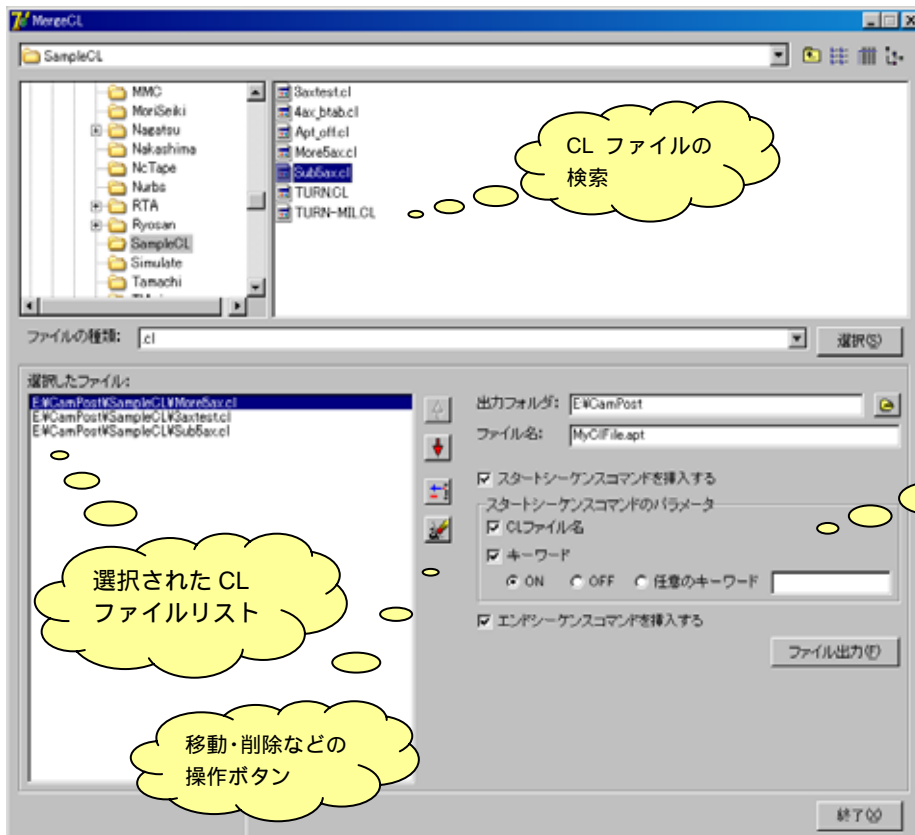 MergeCL
SampleCL
MMC
MoriSeiki
Nagatsu
Nakashima
NcTape
Nurbs
RTA
Ryosan
SampleCL
Simulate
Tamachi
3axtest.cl
4ax_btab.cl
Apt_off.cl
More5ax.cl
Sub5ax.cl
TURN.CL
TURN-MIL.CL
CL ファイルの
検索
ファイルの種類:
.cl
選択(S)
選択したファイル:
E:¥CamPost¥SampleCL¥More5ax.cl
E:¥CamPost¥SampleCL¥3axtest.cl
E:¥CamPost¥SampleCL¥Sub5ax.cl
選択された CL
ファイルリスト
移動・削除などの
操作ボタン
出力フォルダ:
E:¥CamPost
ファイル名:
MyClFile.apt
スタートシーケンスコマンドを挿入する
スタートシーケンスコマンドのパラメータ
CLファイル名
キーワード
ON OFF 任意のキーワード
エンドシーケンスコマンドを挿入する
ファイル出力(F)
終了(X)